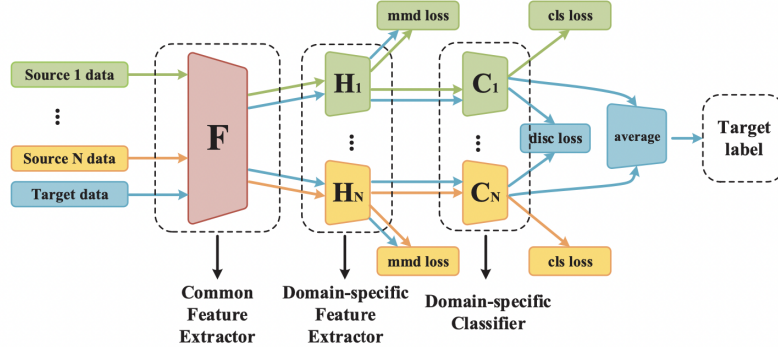 mmd loss
cls loss
Source 1 data
H1
C1
F
disc loss
average
Target
label
Source N data
Target data
HN
CN
mmd loss
cls loss
Common
Feature
Extractor
Domain-specific
Feature
Extractor
Domain-specific
Classifier